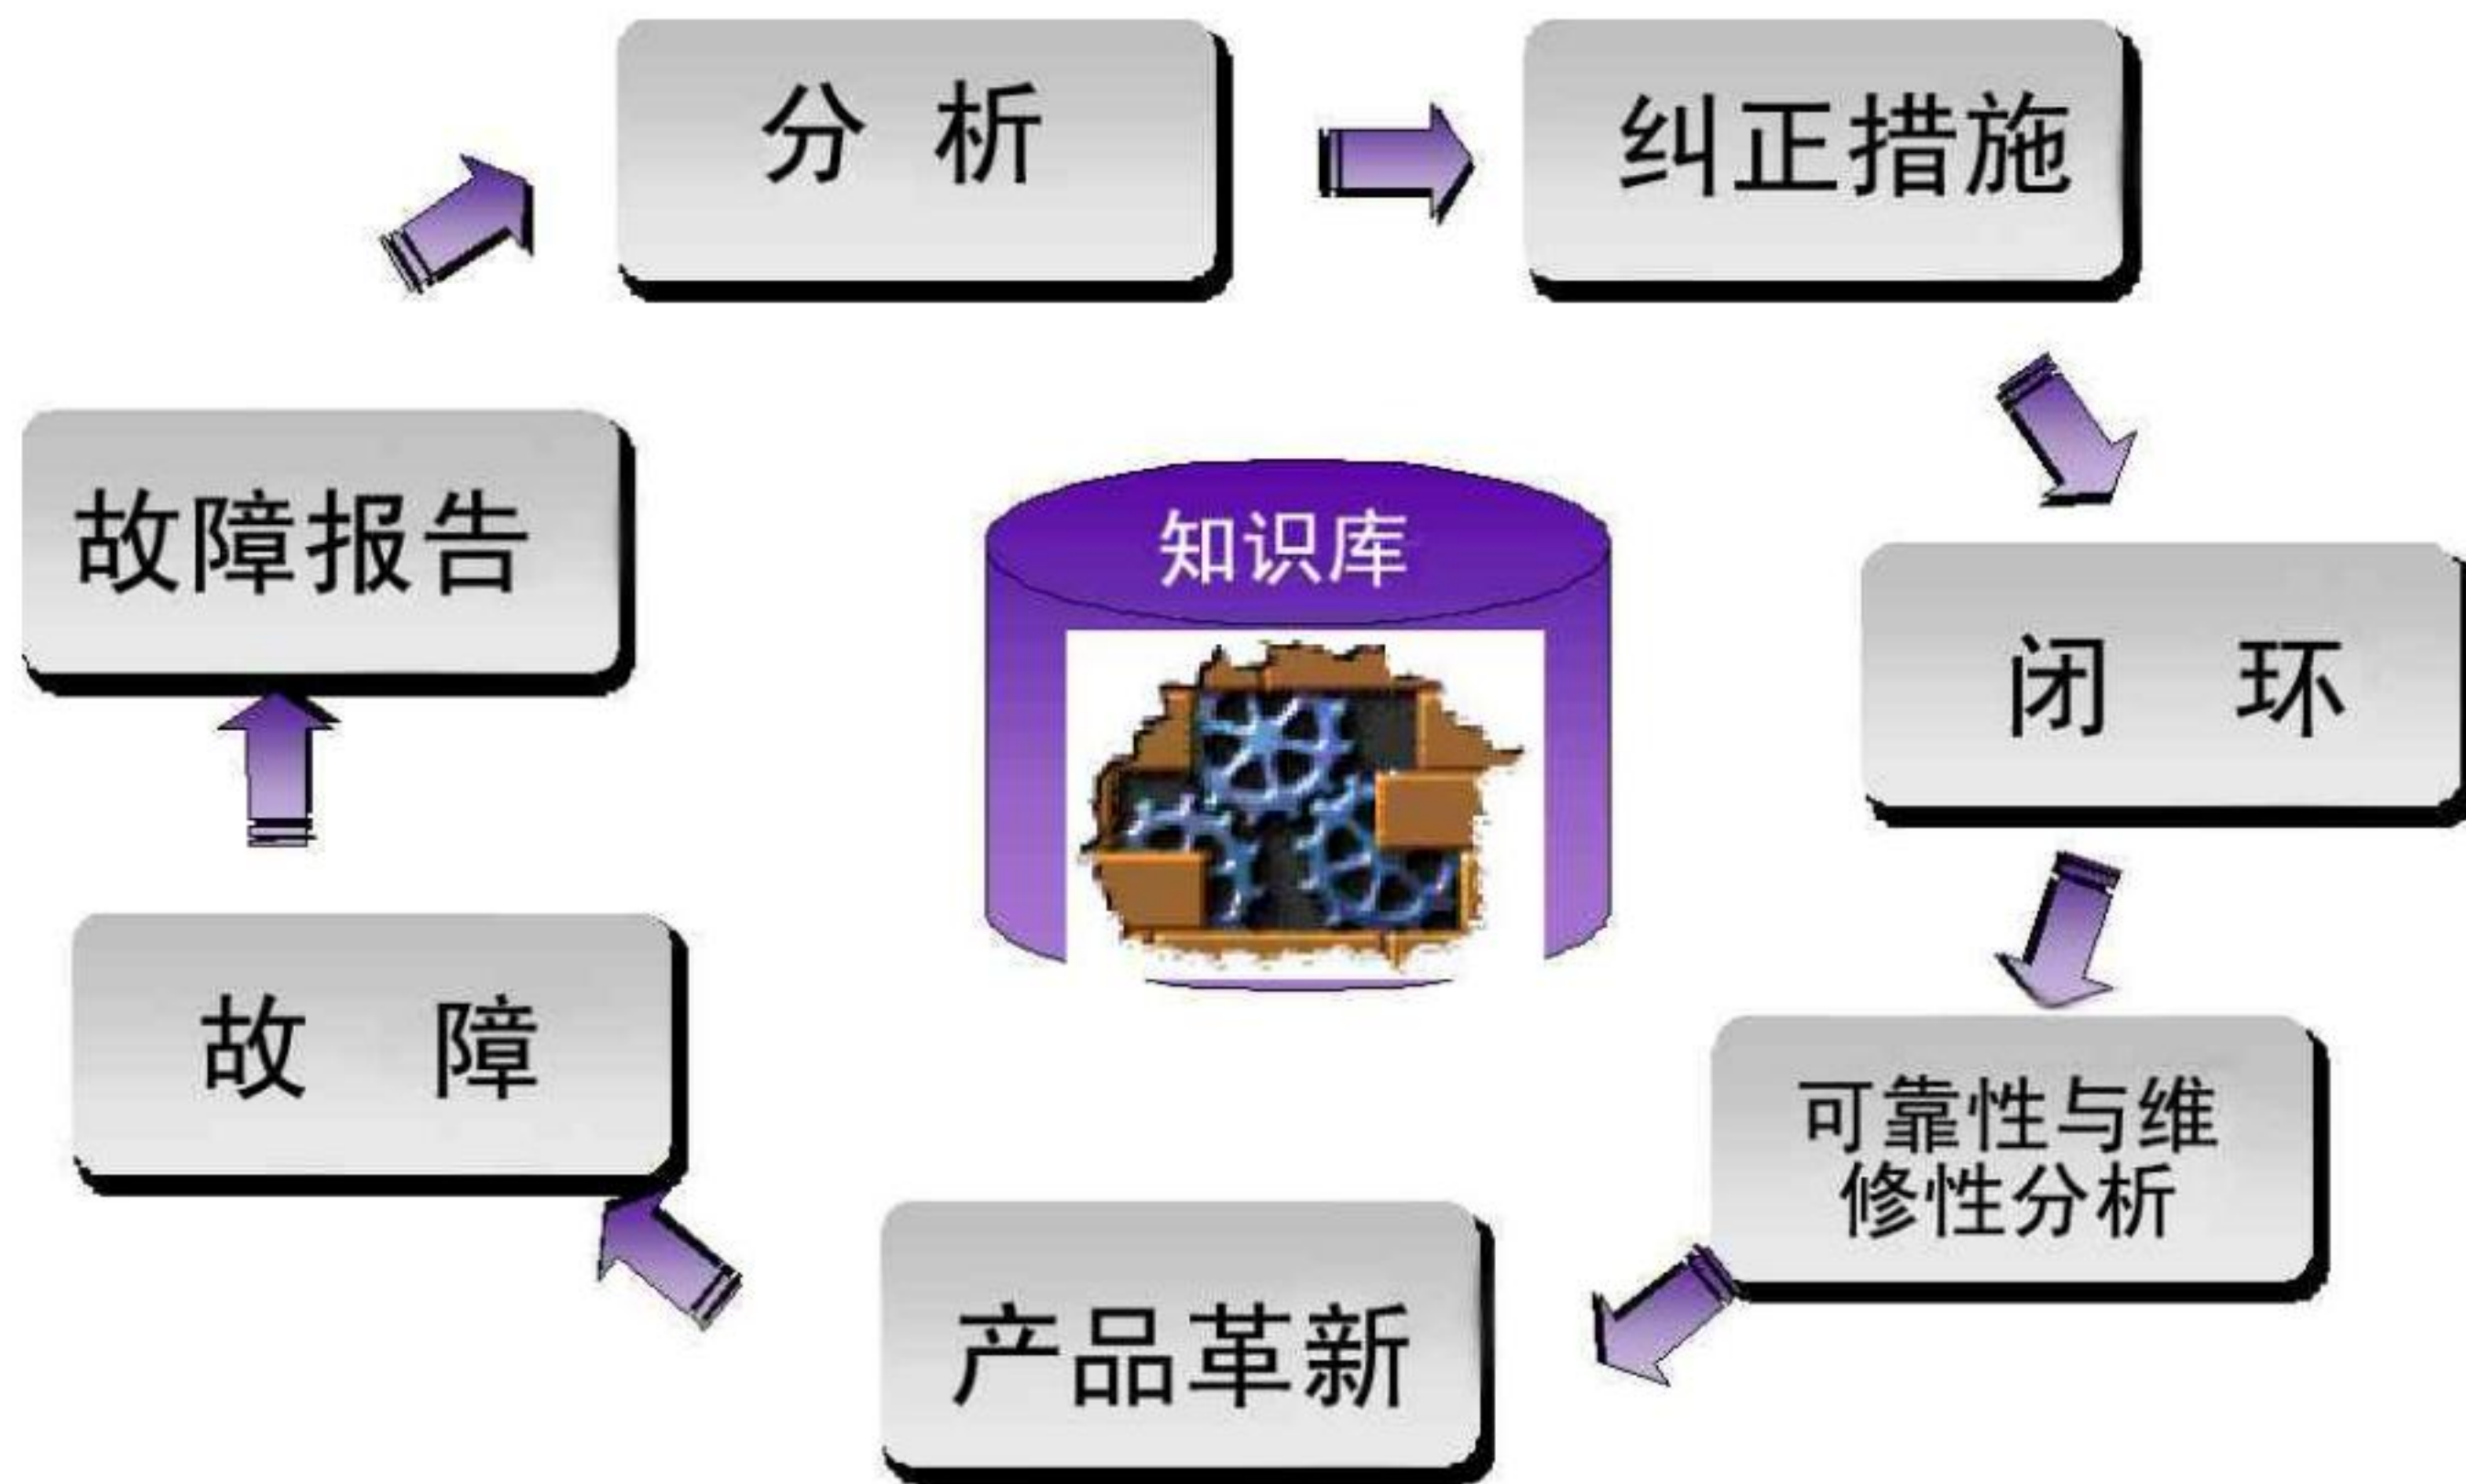 分 析
纠正措施
故障报告
知识库
闭 环
故 障
可靠性与维
修性分析
产品革新